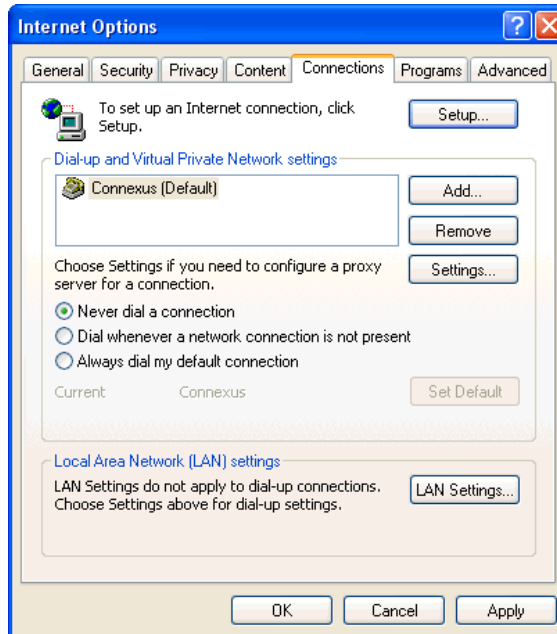 Internet Options
?
General Security Privacy Content Connections Programs Advanced
To set up an Internet connection, click
Setup.
Setup...
Dial-up and Virtual Private Network settings
Connexus (Default)
Add...
Remove
Choose Settings if you need to configure a proxy
server for a connection.
Settings...
Never dial a connection
Dial whenever a network connection is not present
Always dial my default connection
Current Connexus Set Default
Local Area Network (LAN) settings
LAN Settings do not apply to dial-up connections.
Choose Settings above for dial-up settings.
LAN Settings...
OK Cancel Apply